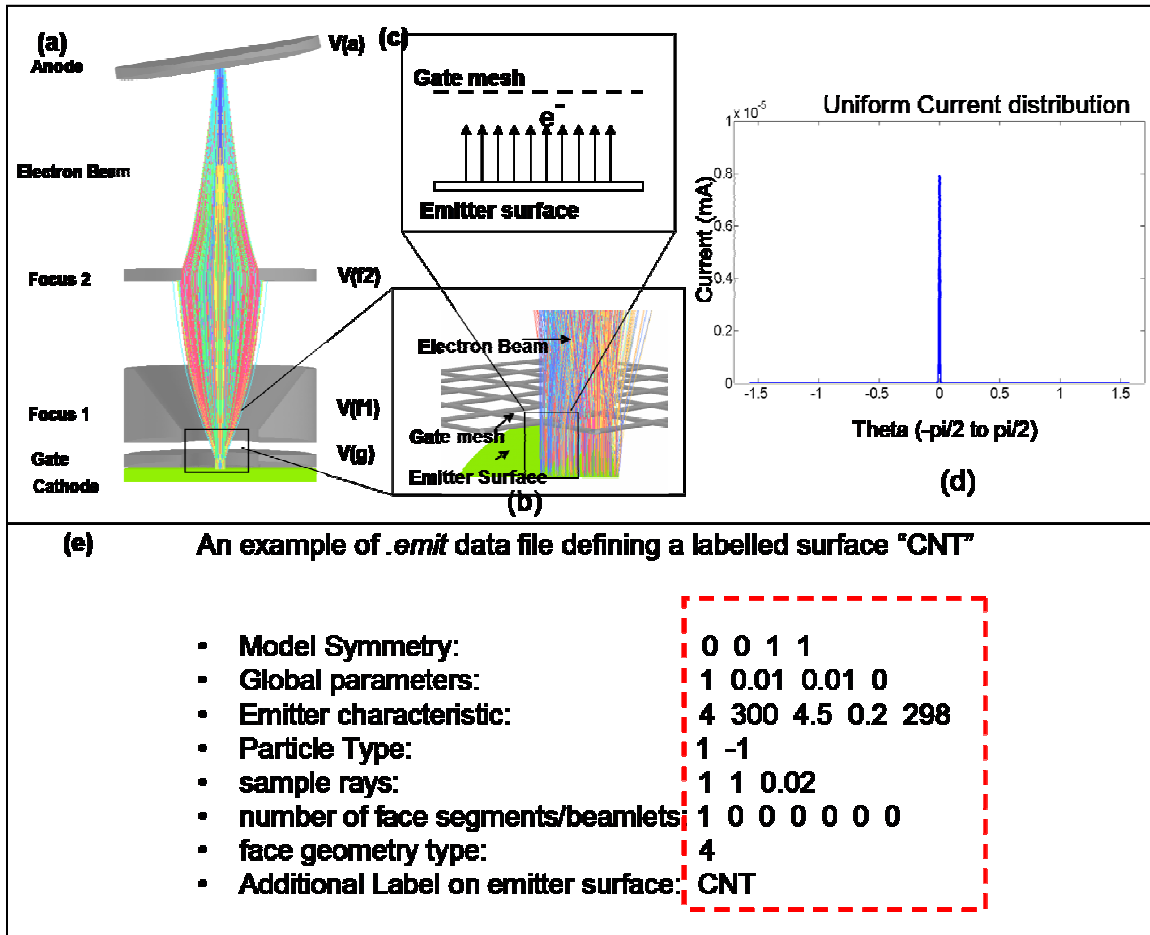 (a)
Anode
V(a)
Electron Beam
Focus 2
V(f2)
Focus 1
V(f1)
Gate
V(g)
Cathode
(c)
Gate mesh
e-
Emitter surface
Electron Beam
Gate mesh
Emitter Surface
(b)
Uniform Current distribution
x 10^-5
1
0.8
0.6
0.4
0.2
0
Current (mA)
-1 -0.5 0 0.5 1 1.5
Theta (-pi/2 to pi/2)
(d)
(e)
An example of .emit data file defining a labelled surface "CNT"
• Model Symmetry: 0 0 1 1
• Global parameters: 1 0.01 0.01 0
• Emitter characteristic: 4 300 4.5 0.2 298
• Particle Type: 1 -1
• sample rays: 1 1 0.02
• number of face segments/beamlets: 1 0 0 0 0 0 0
• face geometry type: 4
• Additional Label on emitter surface: CNT